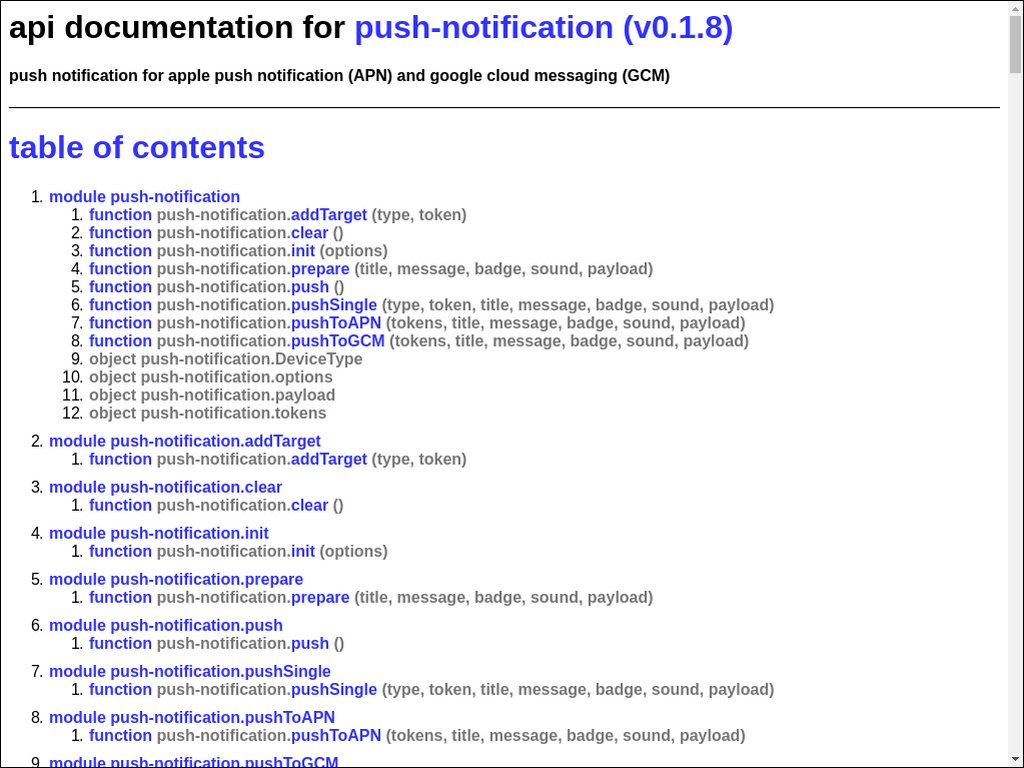 api documentation for push-notification (v0.1.8)
push notification for apple push notification (APN) and google cloud messaging (GCM)
table of contents
1. module push-notification
1. function push-notification.addTarget (type, token)
2. function push-notification.clear ()
3. function push-notification.init (options)
4. function push-notification.prepare (title, message, badge, sound, payload)
5. function push-notification.push ()
6. function push-notification.pushSingle (type, token, title, message, badge, sound, payload)
7. function push-notification.pushToAPN (tokens, title, message, badge, sound, payload)
8. function push-notification.pushToGCM (tokens, title, message, badge, sound, payload)
9. object push-notification.DeviceType
10. object push-notification.options
11. object push-notification.payload
12. object push-notification.tokens
2. module push-notification.addTarget
1. function push-notification.addTarget (type, token)
3. module push-notification.clear
1. function push-notification.clear ()
4. module push-notification.init
1. function push-notification.init (options)
5. module push-notification.prepare
1. function push-notification.prepare (title, message, badge, sound, payload)
6. module push-notification.push
1. function push-notification.push ()
7. module push-notification.pushSingle
1. function push-notification.pushSingle (type, token, title, message, badge, sound, payload)
8. module push-notification.pushToAPN
1. function push-notification.pushToAPN (tokens, title, message, badge, sound, payload)
9. module push-notification.pushToGCM